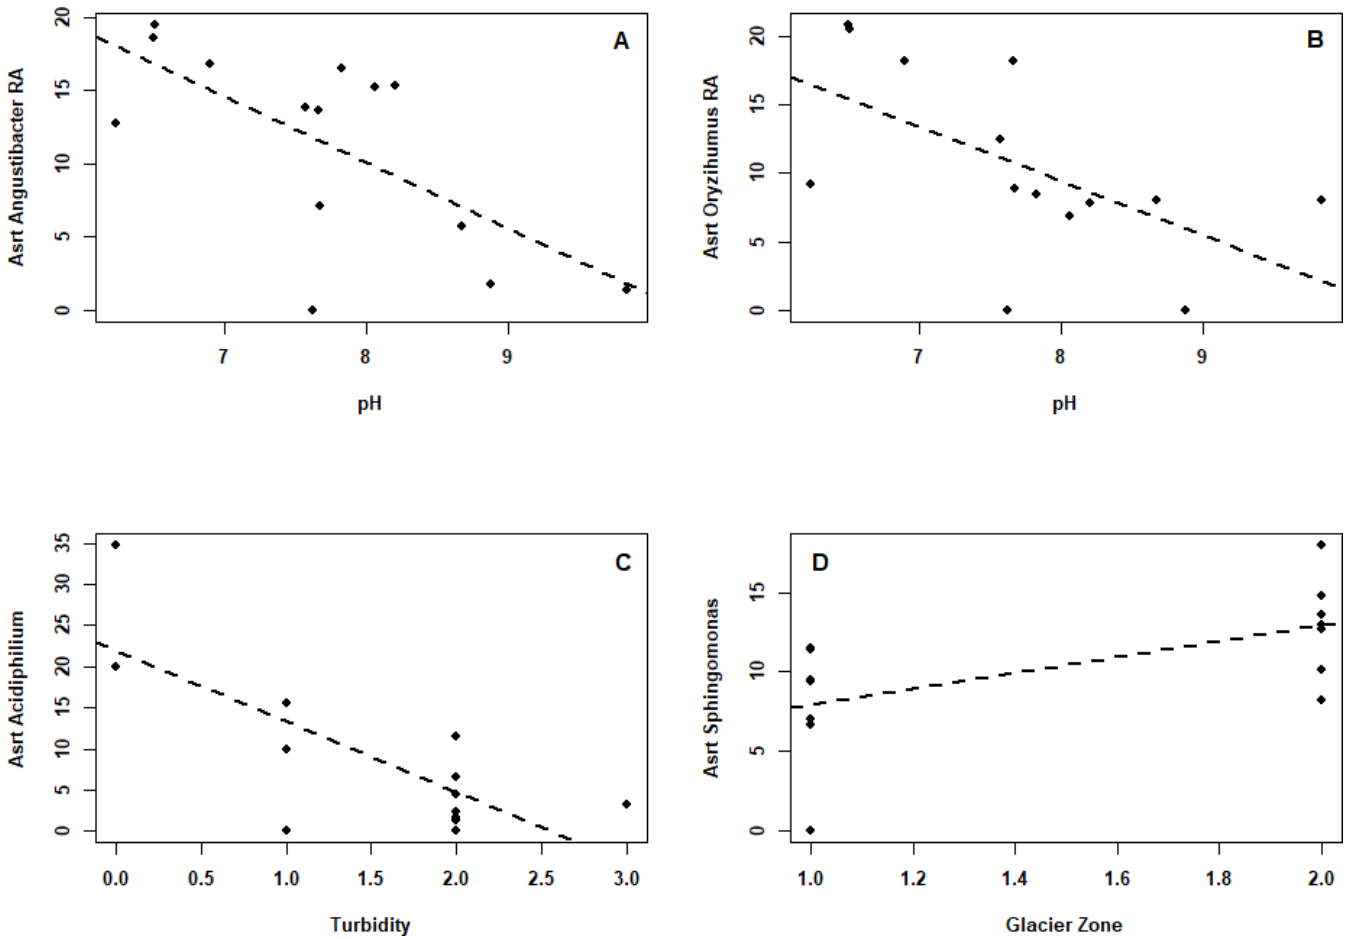 A
Asrt Angustibacter RA
20
15
10
5
0
7 8 9
pH
B
Asrt Oryzihumus RA
20
15
10
5
0
7 8 9
pH
C
Asrt Acidiphilium
35
30
25
20
15
10
5
0
0.0 0.5 1.0 1.5 2.0 2.5 3.0
Turbidity
D
Asrt Sphingomonas
15
10
5
0
1.0 1.2 1.4 1.6 1.8 2.0
Glacier Zone